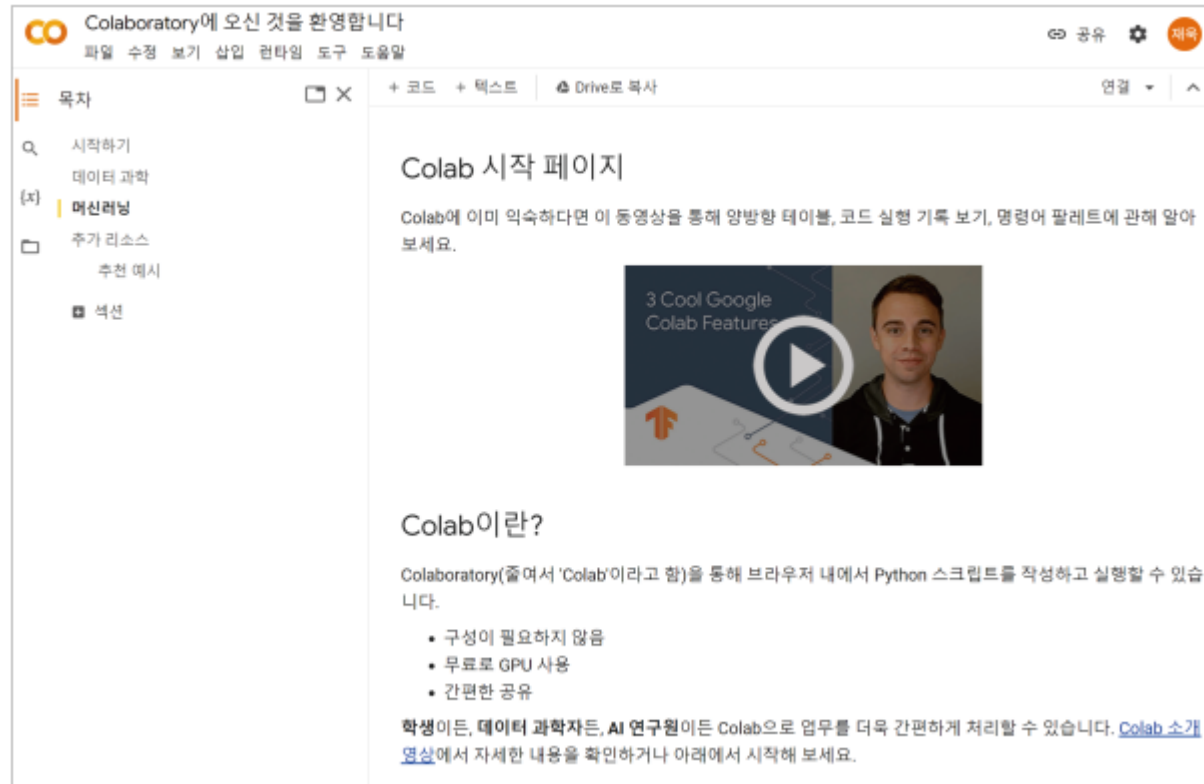 CO Colaboratory에 오신 것을 환영합니다
파일 수정 보기 삽입 런타임 도구 도움말
공유
재욱
목차
+ 코드 + 텍스트 Drive로 복사
연결
시작하기
데이터 과학
{x}
머신러닝
추가 리소스
추천 예시
섹션
Colab 시작 페이지
Colab에 이미 익숙하다면 이 동영상을 통해 양방향 테이블, 코드 실행 기록 보기, 명령어 팔레트에 관해 알아
보세요.
3 Cool Google
Colab Features
Colab이란?
Colaboratory(줄여서 'Colab'이라고 함)을 통해 브라우저 내에서 Python 스크립트를 작성하고 실행할 수 있습
니다.
• 구성이 필요하지 않음
• 무료로 GPU 사용
• 간편한 공유
학생이든, 데이터 과학자든, AI 연구원이든 Colab으로 업무를 더욱 간편하게 처리할 수 있습니다. Colab 소개
영상에서 자세한 내용을 확인하거나 아래에서 시작해 보세요.